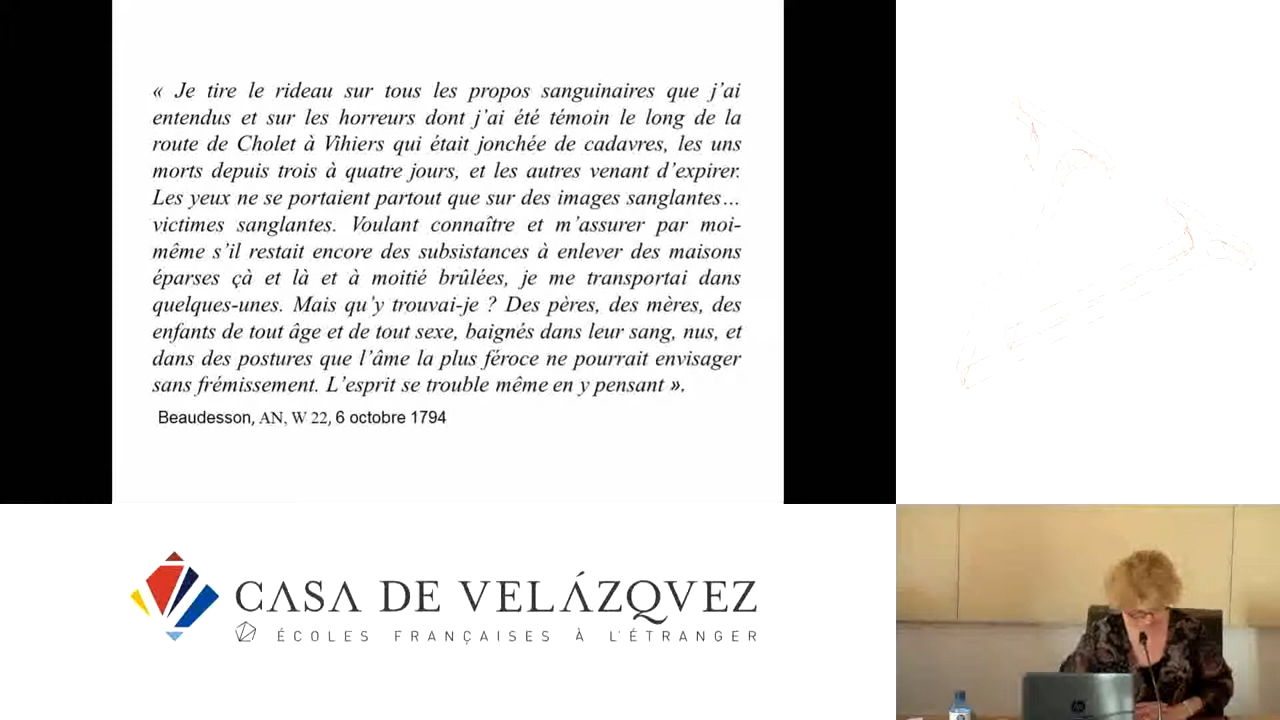 « Je tire le rideau sur tous les propos sanguinaires que j’ai
entendus et sur les horreurs dont j’ai été témoin le long de la
route de Cholet à Vihiers qui était jonchée de cadavres, les uns
morts depuis trois à quatre jours, et les autres venant d’expirer.
Les yeux ne se portaient partout que sur des images sanglantes…
victimes sanglantes. Voulant connaître et m’assurer par moi-
même s’il restait encore des subsistances à enlever des maisons
éparses çà et là et à moitié brûlées, je me transportai dans
quelques-unes. Mais qu’y trouvai-je ? Des pères, des mères, des
enfants de tout âge et de tout sexe, baignés dans leur sang, nus, et
dans des postures que l’âme la plus féroce ne pourrait envisager
sans frémissement. L’esprit se trouble même en y pensant ».
Beaudesson, AN, W 22, 6 octobre 1794
CASA DE VELÁZQVEZ
ÉCOLES FRANÇAISES À L'ÉTRANGER
hp